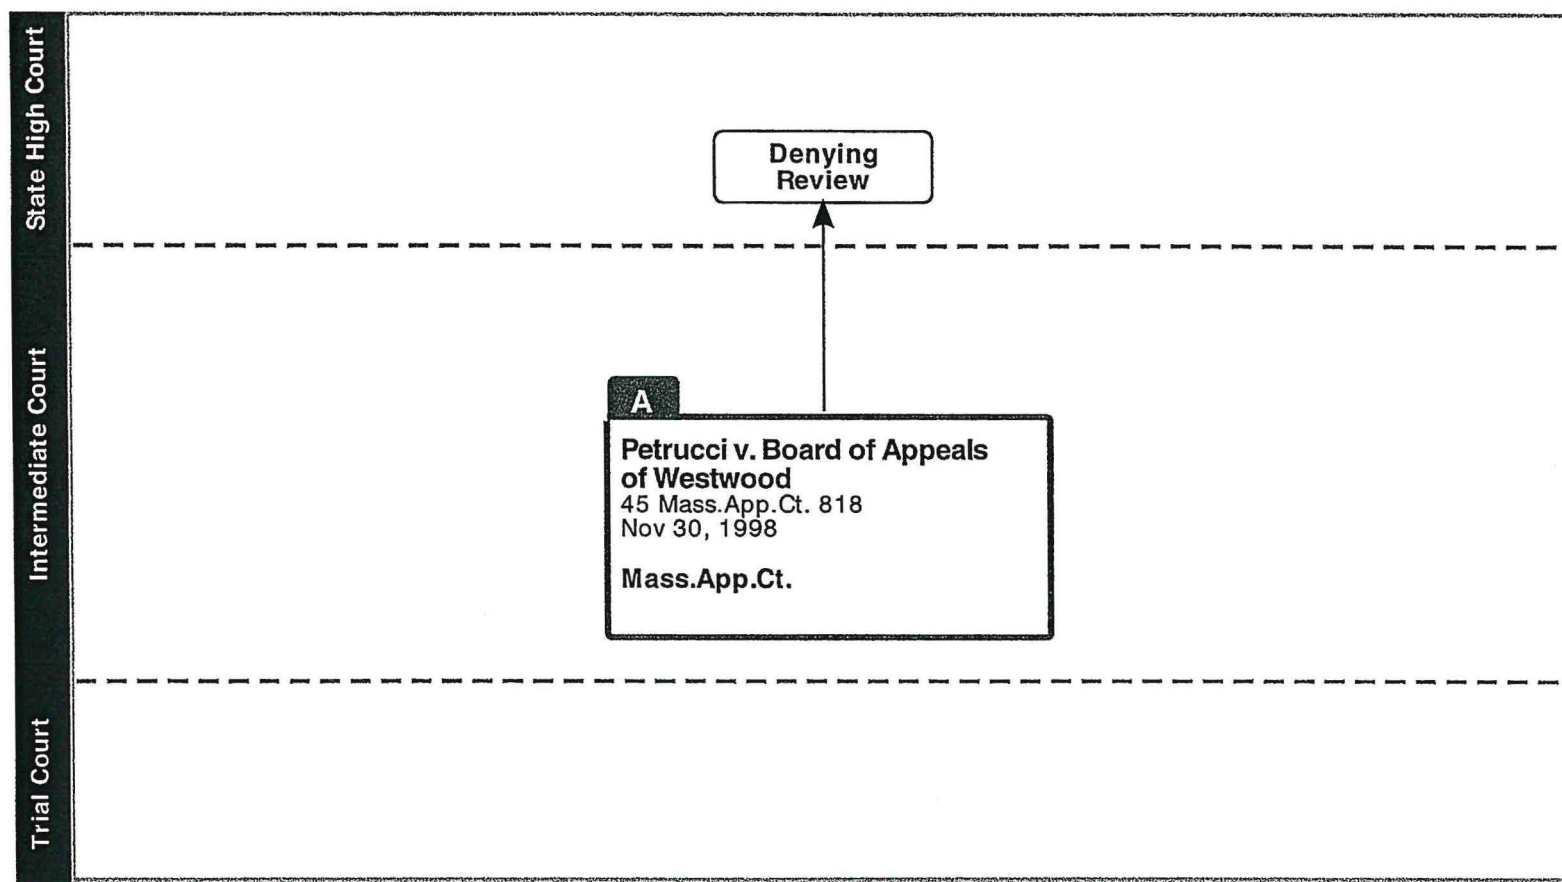 State High Court
Denying
Review
Intermediate Court
A
Petrucci v. Board of Appeals
of Westwood
45 Mass.App.Ct. 818
Nov 30, 1998
Mass.App.Ct.
Trial Court